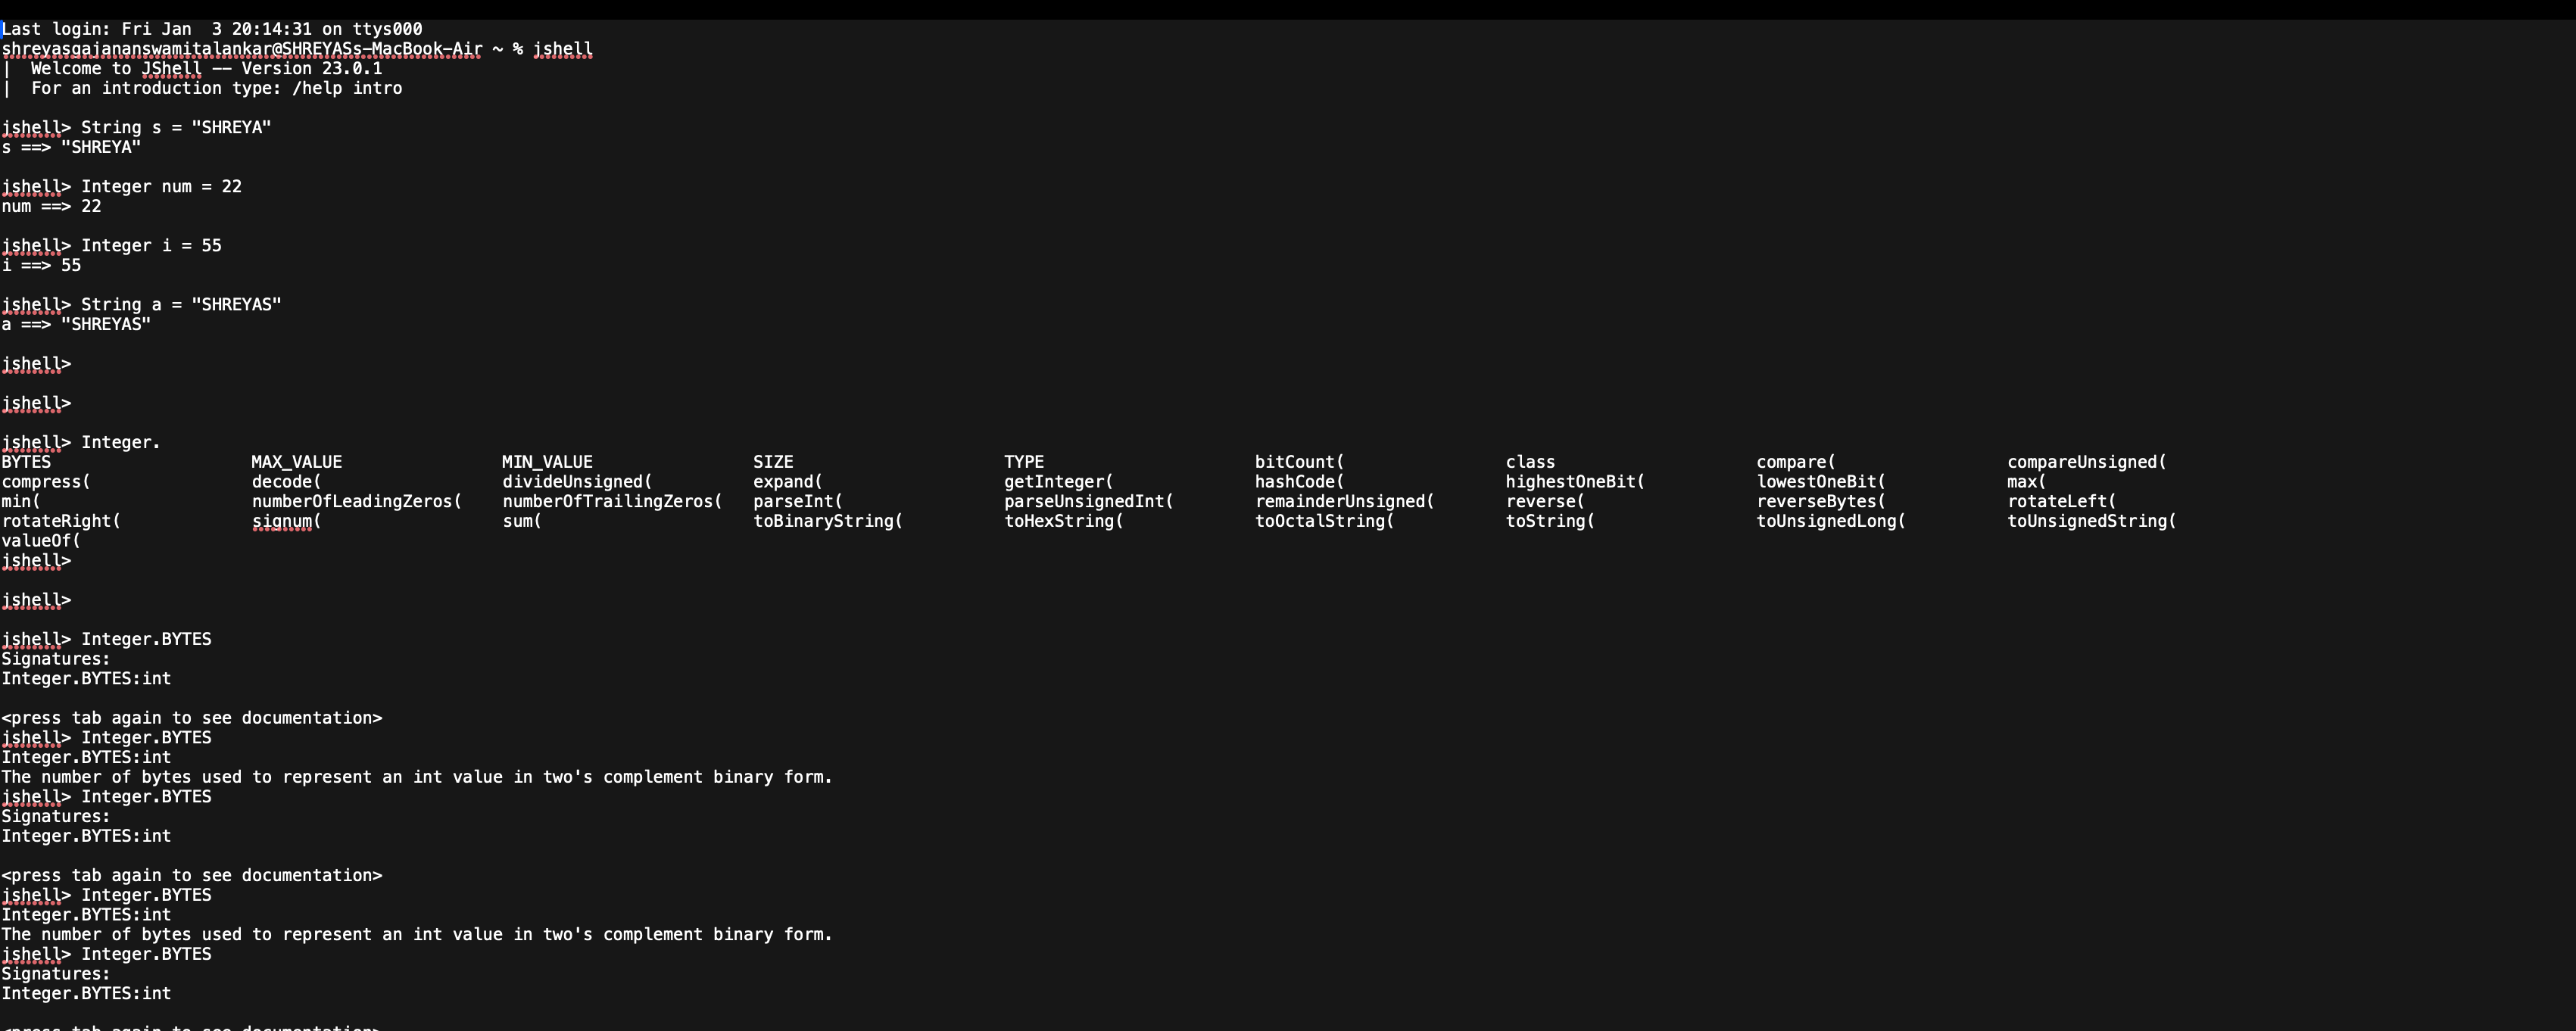 Last login: Fri Jan  3 20:14:31 on ttys000
shreyasgajananswamitalankar@SHREYASs-MacBook-Air ~ % jshell
|  Welcome to JShell -- Version 23.0.1
|  For an introduction type: /help intro
jshell> String s = "SHREYA"
s ==> "SHREYA"
jshell> Integer num = 22
num ==> 22
jshell> Integer i = 55
i ==> 55
jshell> String a = "SHREYAS"
a ==> "SHREYAS"
jshell>
jshell>
jshell> Integer.
BYTES MAX_VALUE MIN_VALUE SIZE TYPE bitCount( class compare( compareUnsigned(
compress( decode( divideUnsigned( expand( getInteger( hashCode( highestOneBit( lowestOneBit( max(
min( numberOfLeadingZeros( numberOfTrailingZeros( parseInt( parseUnsignedInt( remainderUnsigned( reverse( reverseBytes( rotateLeft(
rotateRight( signum( sum( toBinaryString( toHexString( toOctalString( toString( toUnsignedLong( toUnsignedString(
valueOf(
jshell>
jshell>
jshell> Integer.BYTES
Signatures:
Integer.BYTES:int
<press tab again to see documentation>
jshell> Integer.BYTES
Integer.BYTES:int
The number of bytes used to represent an int value in two's complement binary form.
jshell> Integer.BYTES
Signatures:
Integer.BYTES:int
<press tab again to see documentation>
jshell> Integer.BYTES
Integer.BYTES:int
The number of bytes used to represent an int value in two's complement binary form.
jshell> Integer.BYTES
Signatures:
Integer.BYTES:int
<press tab again to see documentation>